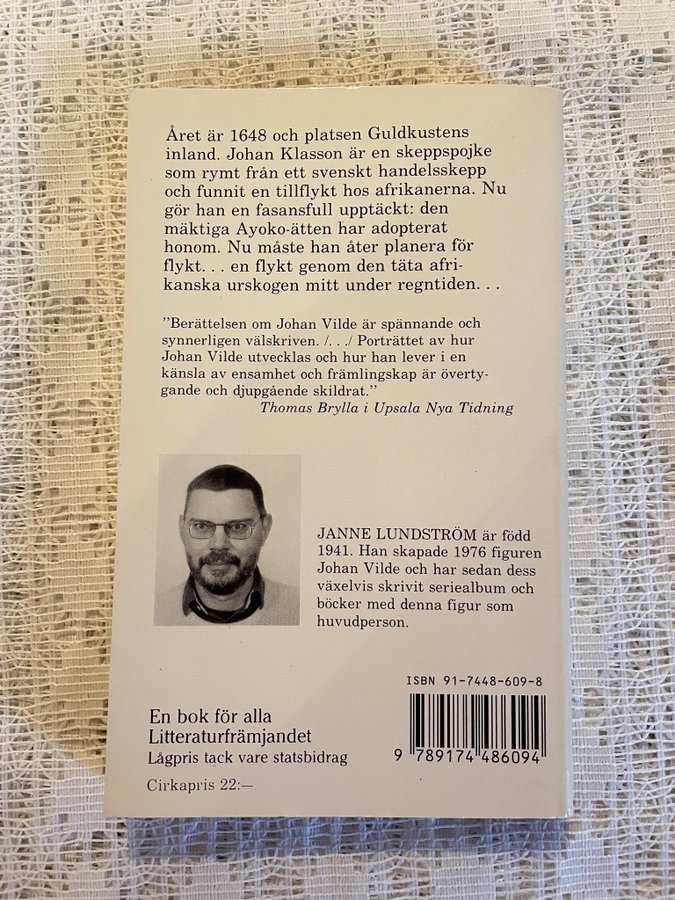 Året är 1648 och platsen Guldkustens
inland. Johan Klasson är en skeppspojke
som rymt från ett svenskt handelsskepp
och funnit en tillflykt hos afrikanerna. Nu
gör han en fasansfull upptäckt: den
mäktiga Ayoko-ätten har adopterat
honom. Nu måste han åter planera för
flykt. . . en flykt genom den täta afri-
kanska urskogen mitt under regntiden. . .
"Berättelsen om Johan Vilde är spännande och
synnerligen välskriven. /. . ./ Porträttet av hur
Johan Vilde utvecklas och hur han lever i en
känsla av ensamhet och främlingskap är överty-
gande och djupgående skildrat."
Thomas Brylla i Upsala Nya Tidning
JANNE LUNDSTRÖM är född
1941. Han skapade 1976 figuren
Johan Vilde och har sedan dess
växelvis skrivit seriealbum och
böcker med denna figur som
huvudperson.
ISBN 91-7448-609-8
9 789174 486094
En bok för alla
Litteraturfrämjandet
Lågpris tack vare statsbidrag
Cirkapris 22:—